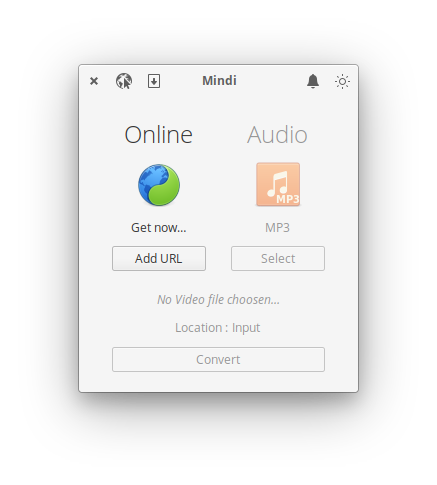 Mindi
Online
Audio
MP3
Get now...
MP3
Add URL
Select
No Video file choosen...
Location : Input
Convert